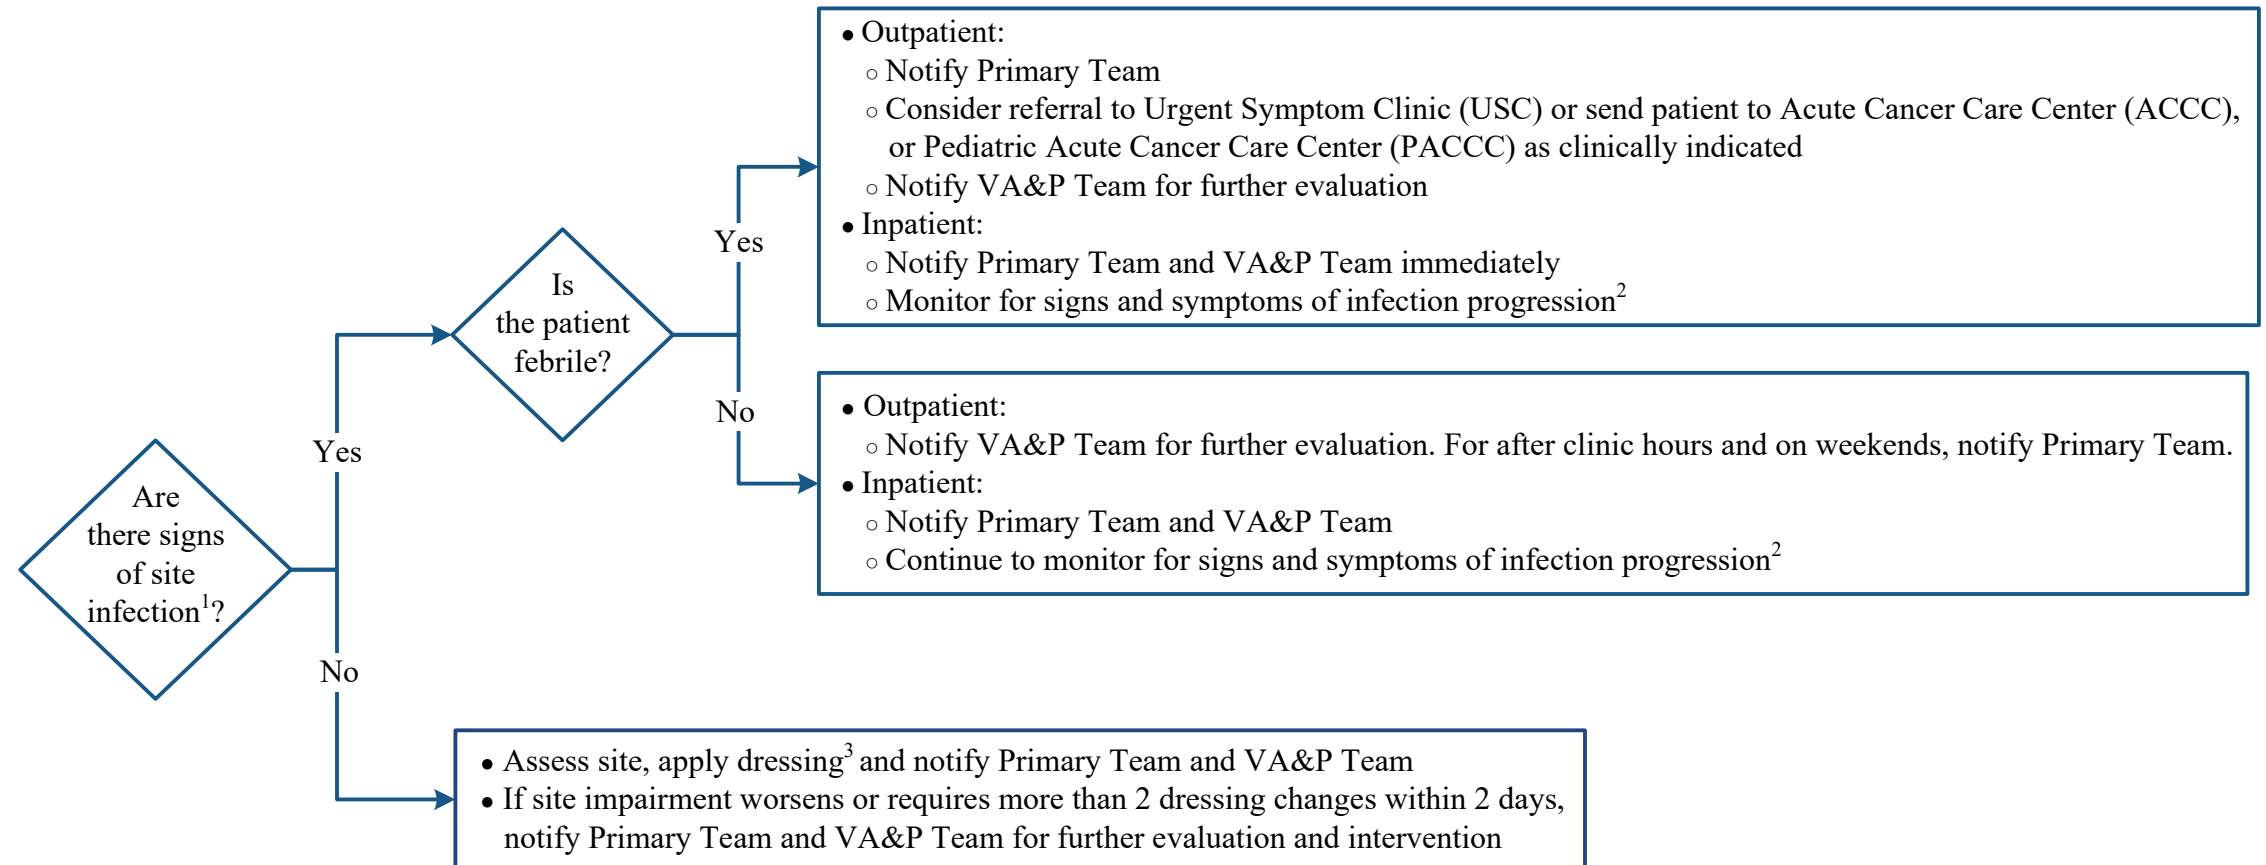 ● Outpatient:
○ Notify Primary Team
○ Consider referral to Urgent Symptom Clinic (USC) or send patient to Acute Cancer Care Center (ACCC),
or Pediatric Acute Cancer Care Center (PACCC) as clinically indicated
○ Notify VA&P Team for further evaluation
● Inpatient:
○ Notify Primary Team and VA&P Team immediately
○ Monitor for signs and symptoms of infection progression²
Yes
Is
the patient
febrile?
No
● Outpatient:
○ Notify VA&P Team for further evaluation. For after clinic hours and on weekends, notify Primary Team.
● Inpatient:
○ Notify Primary Team and VA&P Team
○ Continue to monitor for signs and symptoms of infection progression²
Yes
Are
there signs
of site
infection¹?
No
● Assess site, apply dressing³ and notify Primary Team and VA&P Team
● If site impairment worsens or requires more than 2 dressing changes within 2 days,
notify Primary Team and VA&P Team for further evaluation and intervention